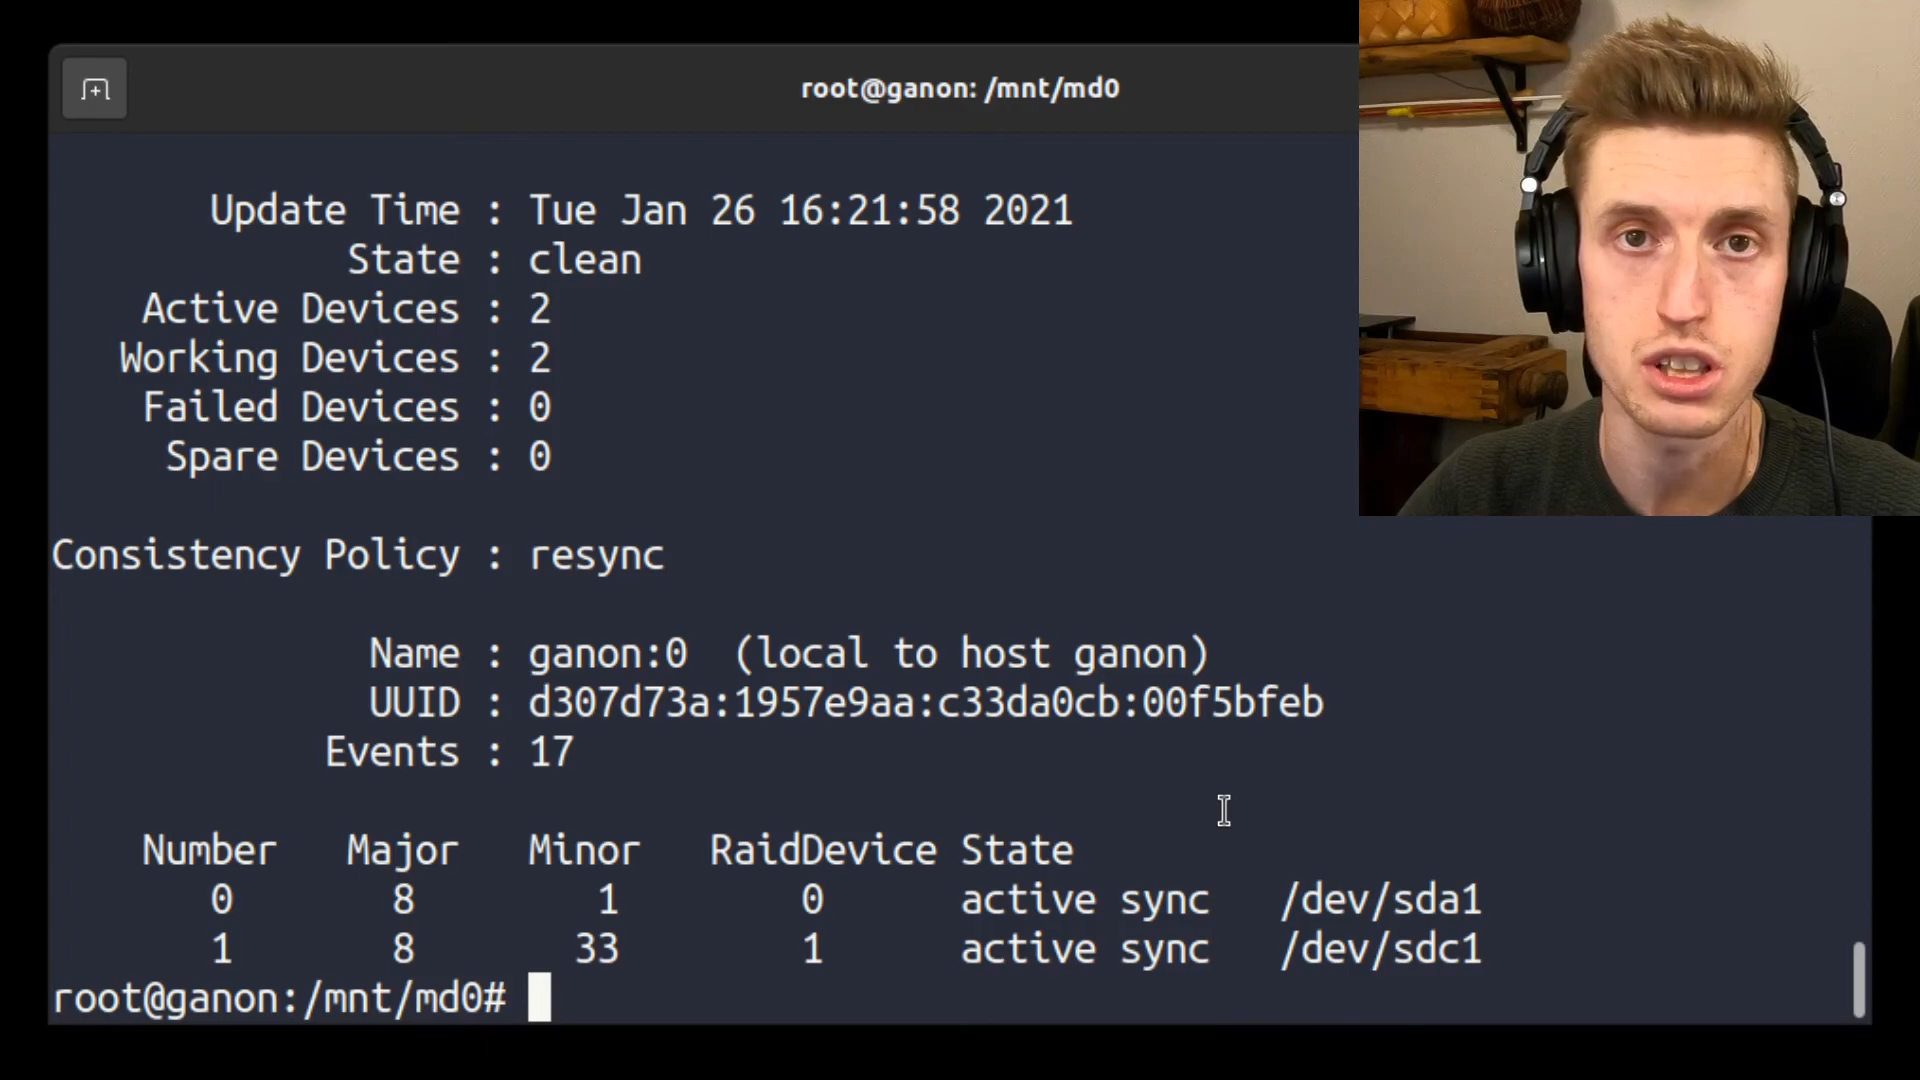 root@ganon: /mnt/md0
Update Time : Tue Jan 26 16:21:58 2021
State : clean
Active Devices : 2
Working Devices : 2
Failed Devices : 0
Spare Devices : 0
Consistency Policy : resync
Name : ganon:0  (local to host ganon)
UUID : d307d73a:1957e9aa:c33da0cb:00f5bfeb
Events : 17
Number   Major   Minor   RaidDevice State
0       8        1        0      active sync   /dev/sda1
1       8       33        1      active sync   /dev/sdc1
root@ganon:/mnt/md0#